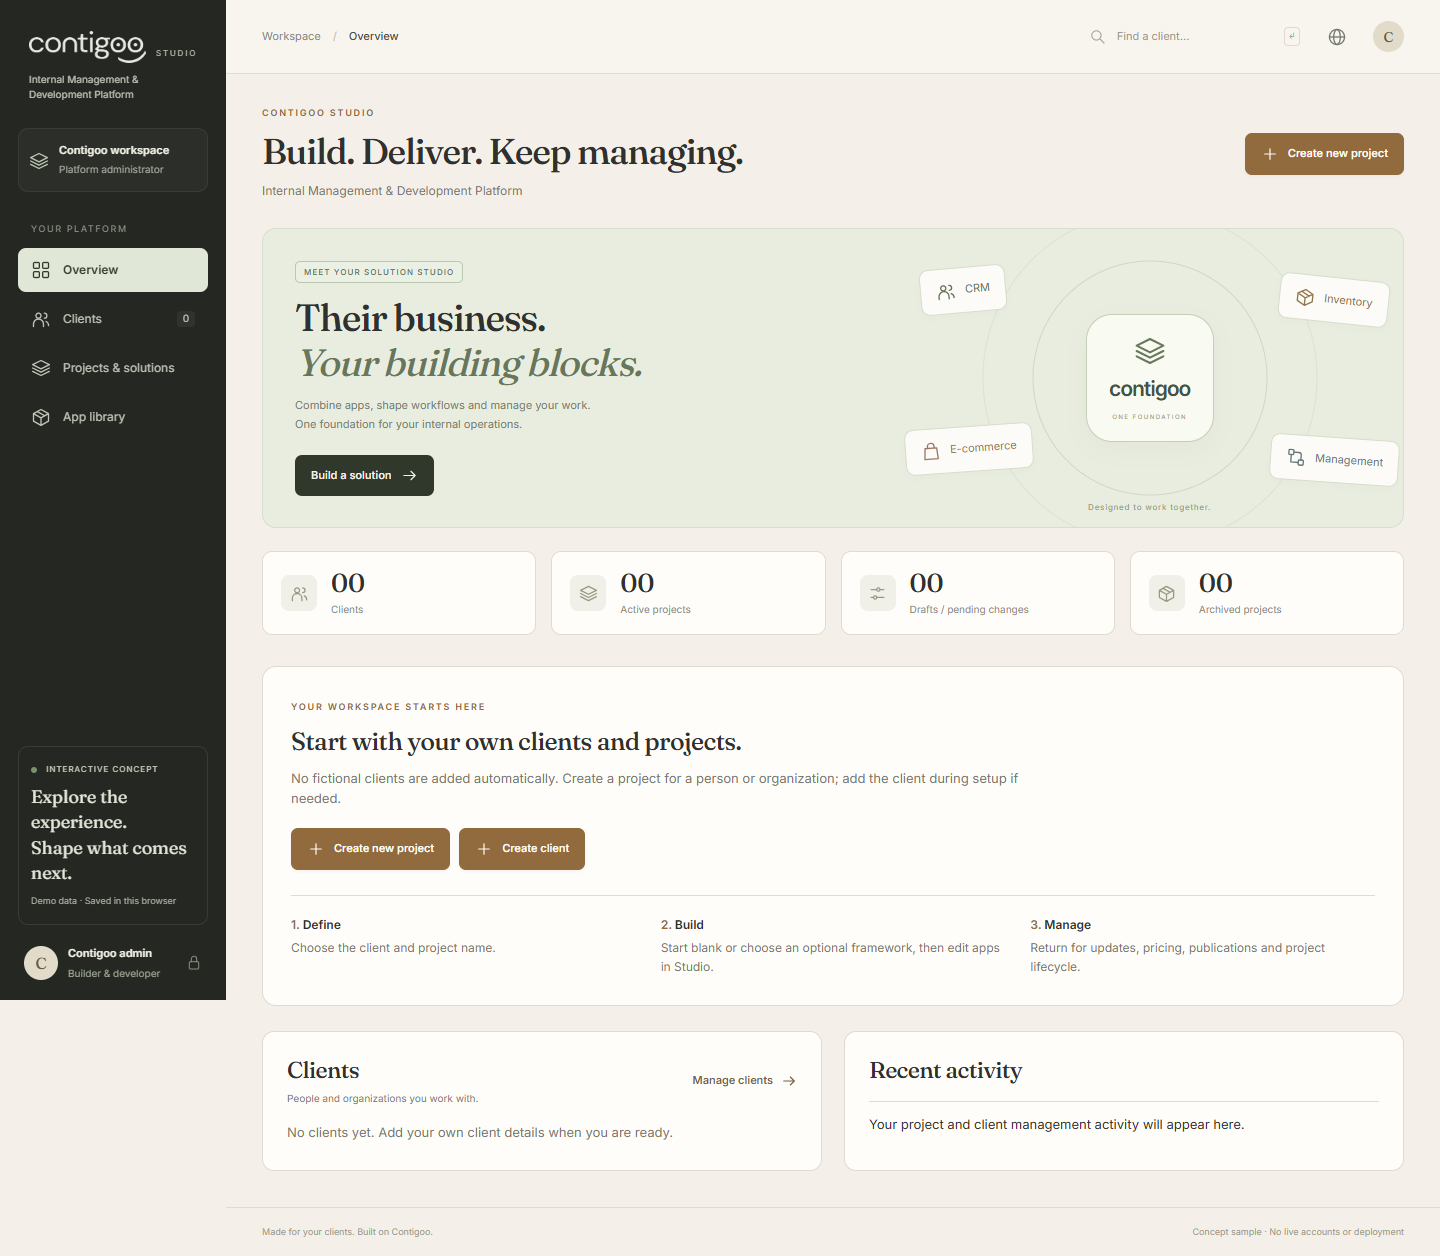 contigoo STUDIO
Internal Management &
Development Platform
Contigoo workspace
Platform administrator
YOUR PLATFORM
Overview
Clients 0
Projects & solutions
App library
INTERACTIVE CONCEPT
Explore the
experience.
Shape what comes
next.
Demo data · Saved in this browser
C
Contigoo admin
Builder & developer
Workspace / Overview
Find a client...
C
CONTIGOO STUDIO
Build. Deliver. Keep managing.
Internal Management & Development Platform
Create new project
MEET YOUR SOLUTION STUDIO
Their business.
Your building blocks.
Combine apps, shape workflows and manage your work.
One foundation for your internal operations.
Build a solution
CRM
Inventory
contigoo
ONE FOUNDATION
E-commerce
Management
Designed to work together.
00
Clients
00
Active projects
00
Drafts / pending changes
00
Archived projects
YOUR WORKSPACE STARTS HERE
Start with your own clients and projects.
No fictional clients are added automatically. Create a project for a person or organization; add the client during setup if
needed.
Create new project
Create client
1. Define
Choose the client and project name.
2. Build
Start blank or choose an optional framework, then edit apps
in Studio.
3. Manage
Return for updates, pricing, publications and project
lifecycle.
Clients
People and organizations you work with.
Manage clients
No clients yet. Add your own client details when you are ready.
Recent activity
Your project and client management activity will appear here.
Made for your clients. Built on Contigoo.
Concept sample · No live accounts or deployment